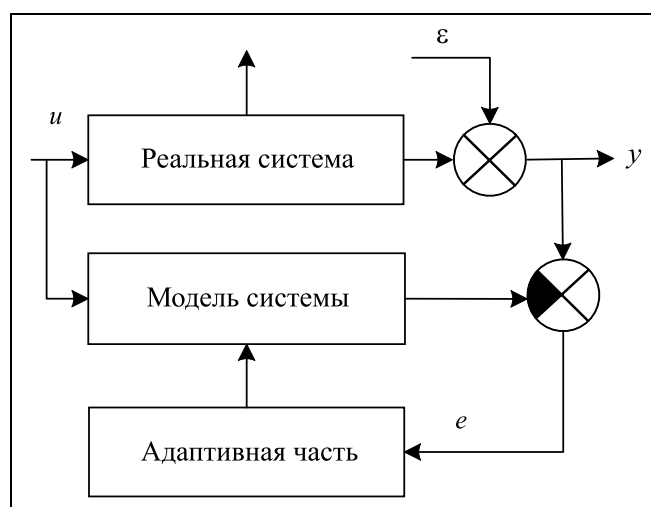 ε
u
Реальная система
y
Модель системы
e
Адаптивная часть